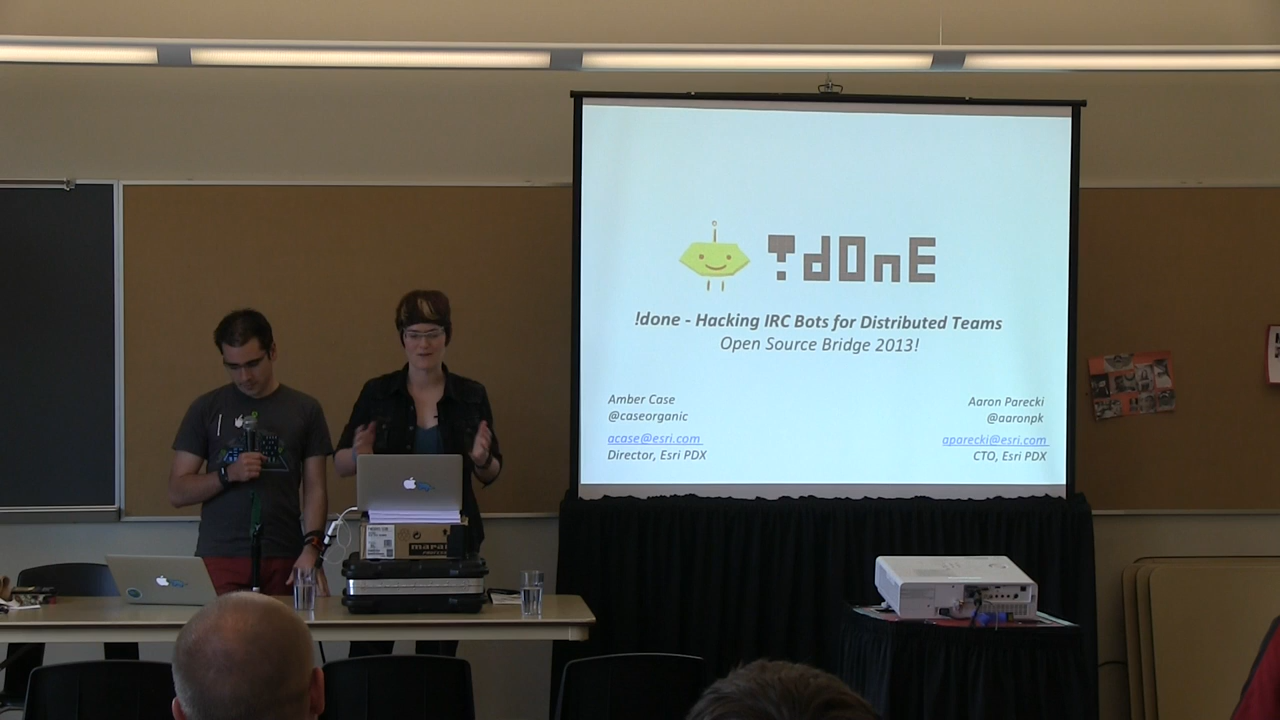 !dOnE
!done - Hacking IRC Bots for Distributed Teams
Open Source Bridge 2013!
Amber Case
@caseorganic
acase@esri.com
Director, Esri PDX
Aaron Parecki
@aaronpk
aparecki@esri.com
CTO, Esri PDX